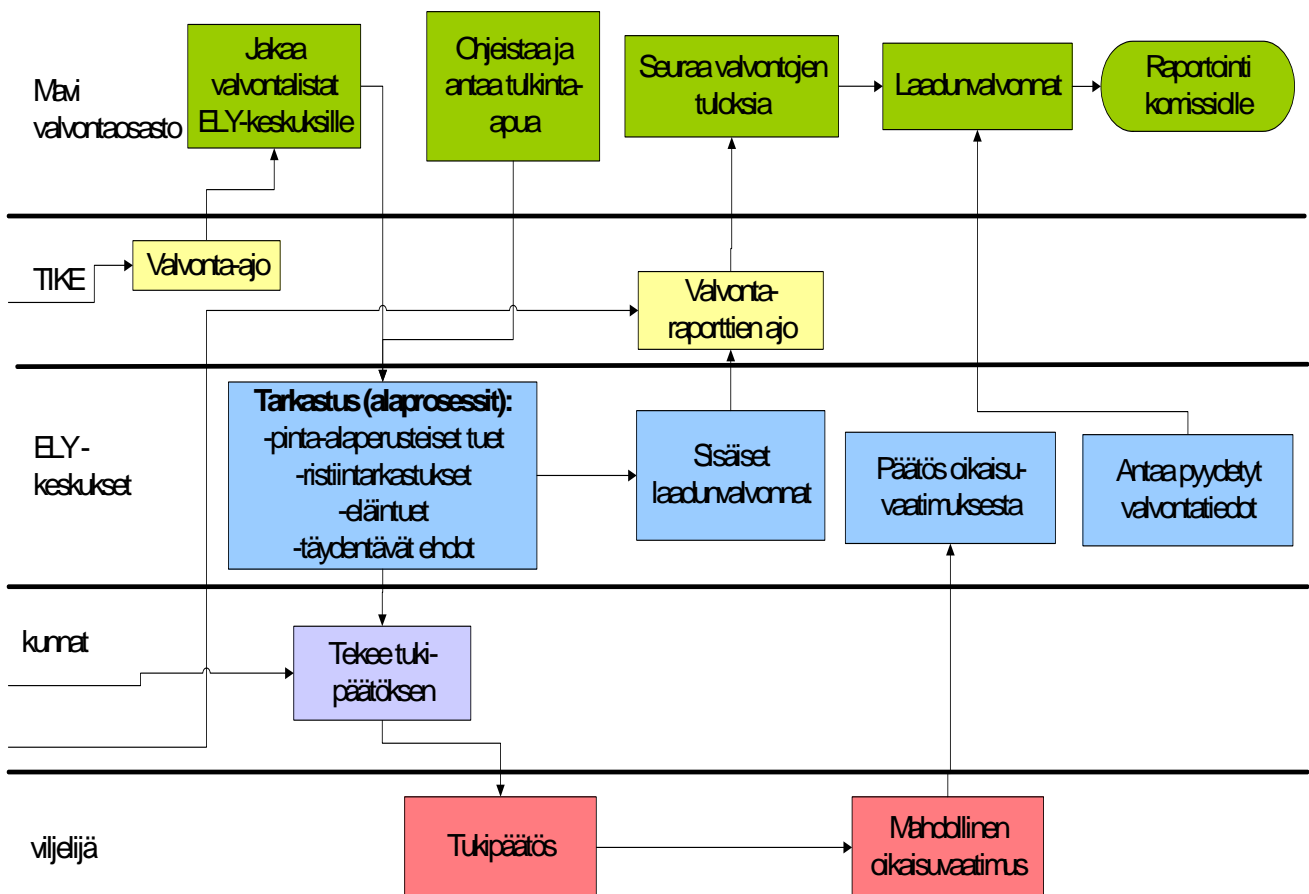 Mavi
valvontaosasto
Jakaa
valvontalistat
ELY-keskuksille
Ohjeistaa ja
antaa tulkinta-
apua
Seuraa valvontojen
tuloksia
Laadunvalvonnat
Raportointi
komissiolle
TIKE
Valvonta-ajo
Valvonta-
raporttien ajo
ELY -
keskukset
Tarkastus (alaprosessit):
-pinta-alaperusteiset tuet
-ristiintarkastukset
-eläintuet
-täydentävät ehdot
Sisäiset
laadunvalvonnat
Päätös oikaisu-
vaatimuksesta
Antaa pyydetyt
valvontatiedot
kunnat
Tekee tuki-
päätöksen
viljelijä
Tukipäätös
Mahdollinen
oikaisuvaatimus